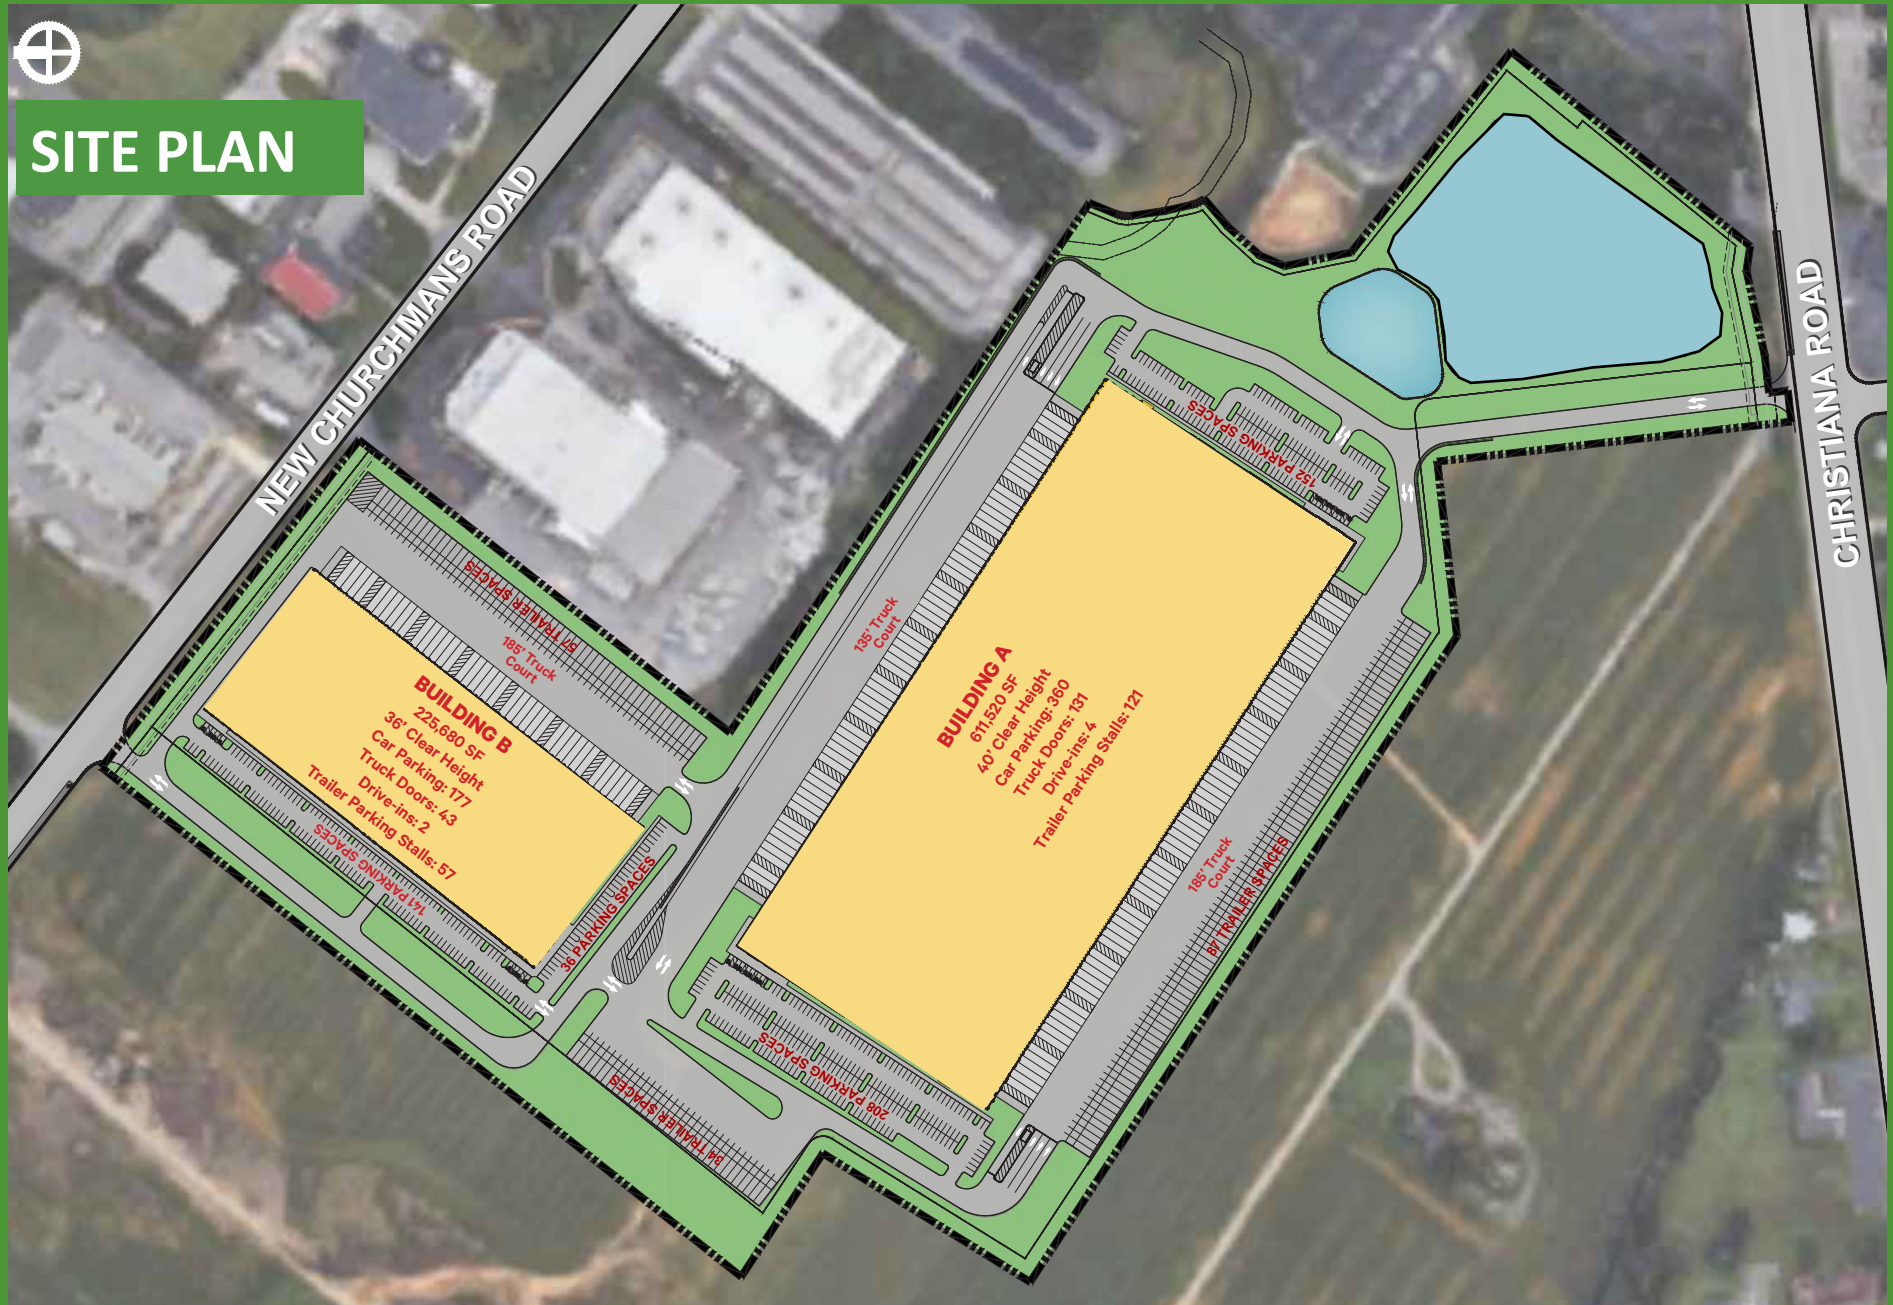 SITE PLAN
NEW CHURCHMANS ROAD
CHRISTIANA ROAD
152 PARKING SPACES
57 TRAILER SPACES
185' Truck
Court
135' Truck
Court
BUILDING B
225,680 SF
36' Clear Height
Car Parking: 177
Truck Doors: 43
Drive-ins: 2
Trailer Parking Stalls: 57
BUILDING A
611,520 SF
40' Clear Height
Car Parking: 360
Truck Doors: 131
Drive-ins: 4
Trailer Parking Stalls: 121
141 PARKING SPACES
36 PARKING SPACES
185' Truck
Court
87 TRAILER SPACES
208 PARKING SPACES
34 TRAILER SPACES